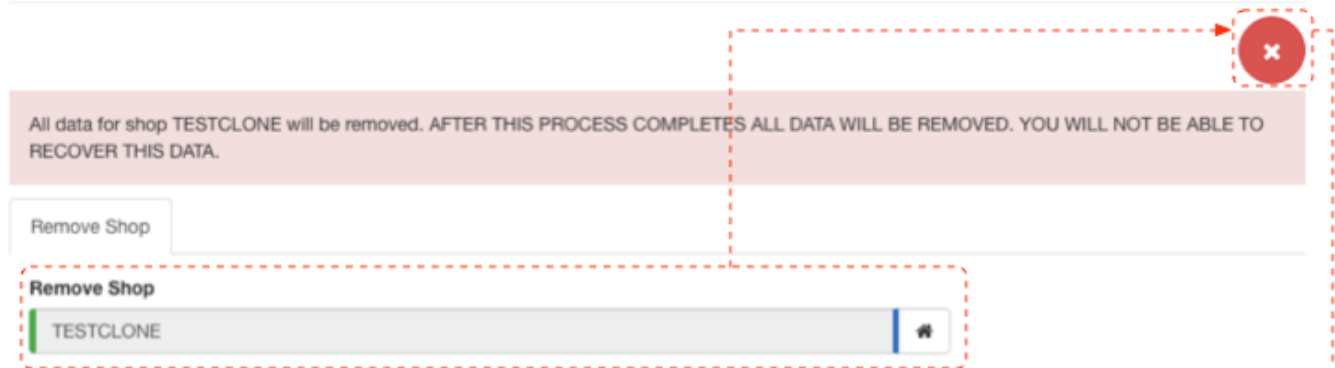 All data for shop TESTCLONE will be removed. AFTER THIS PROCESS COMPLETES ALL DATA WILL BE REMOVED. YOU WILL NOT BE ABLE TO
RECOVER THIS DATA.
Remove Shop
Remove Shop
TESTCLONE